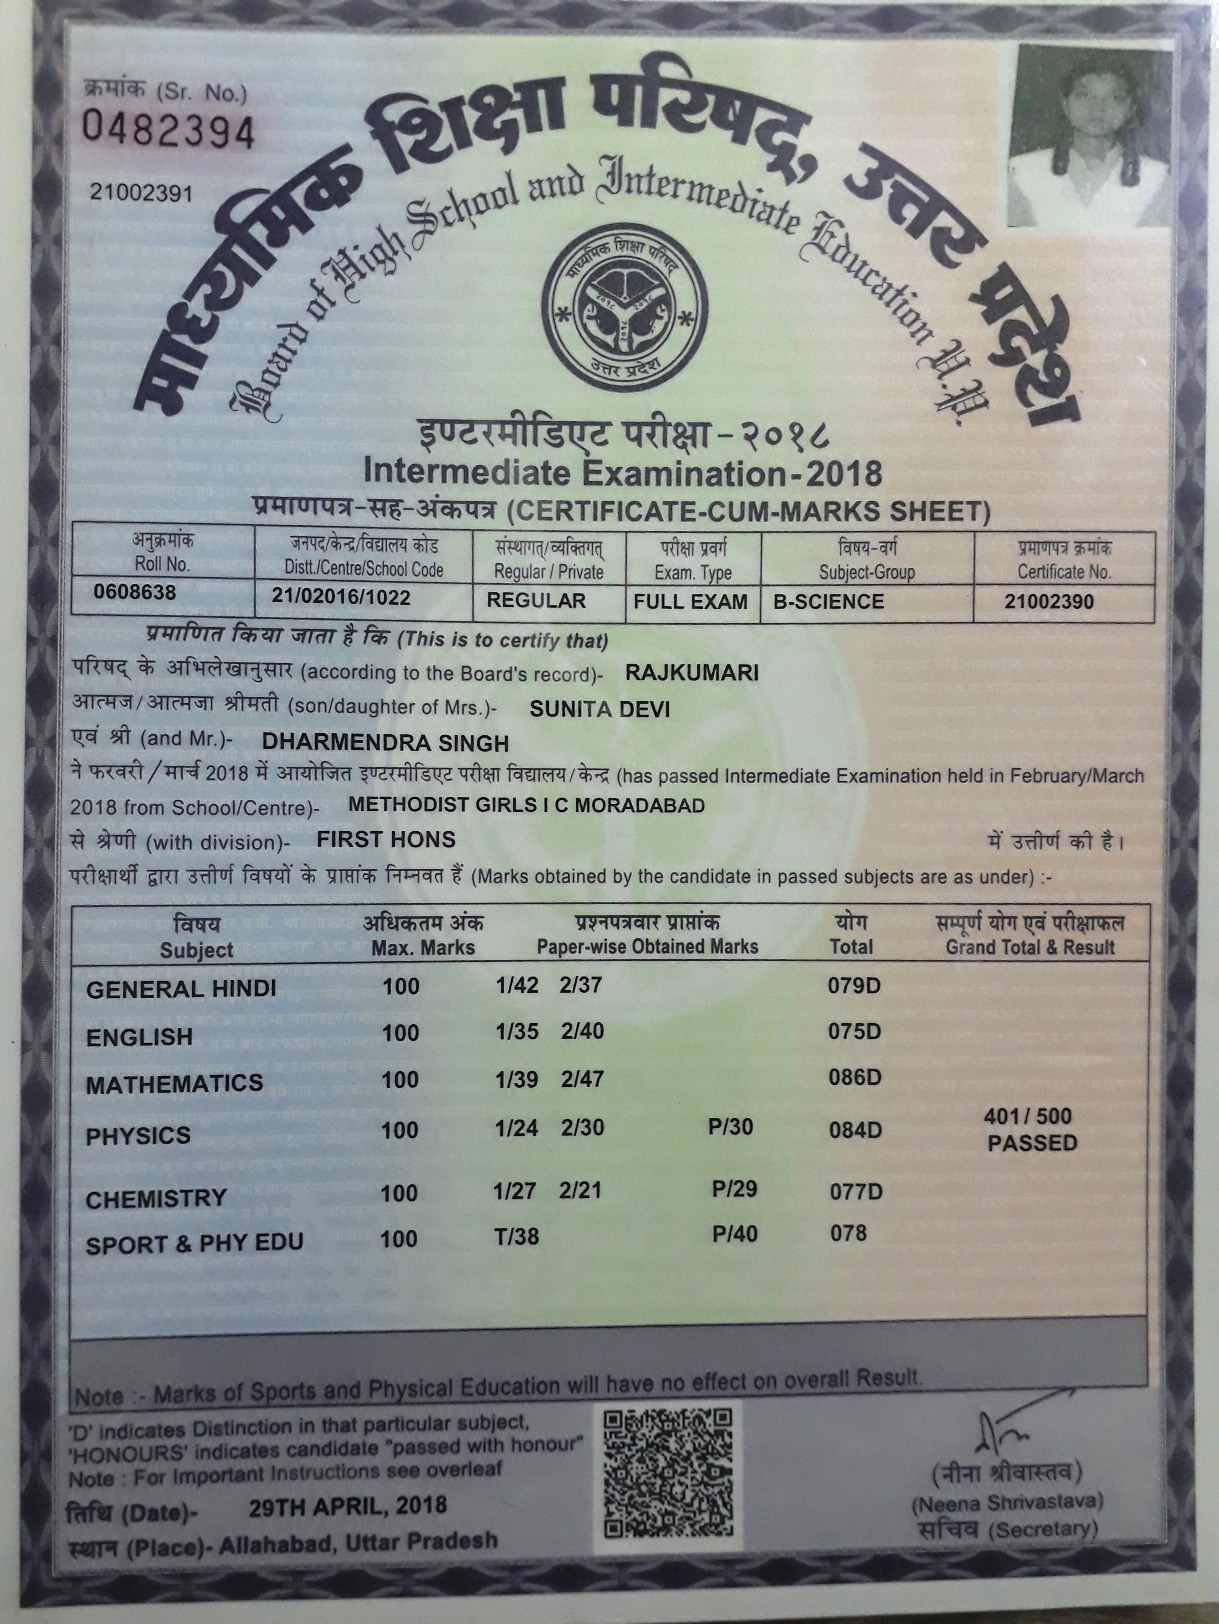 क्रमांक (Sr. No.)
0482394
21002391
माध्यमिक शिक्षा परिषद्, उत्तर प्रदेश
Board of High School and Intermediate Education U.P.
माध्यमिक शिक्षा परिषद
२०१८ २०१८
२०१८
उत्तर प्रदेश
इण्टरमीडिएट परीक्षा - २०१८
Intermediate Examination - 2018
प्रमाणपत्र-सह-अंकपत्र (CERTIFICATE-CUM-MARKS SHEET)
अनुक्रमांक जनपद/केन्द्र/विद्यालय कोड संस्थागत्/व्यक्तिगत् परीक्षा प्रवर्ग विषय-वर्ग प्रमाणपत्र क्रमांक
Roll No. Distt./Centre/School Code Regular / Private Exam. Type Subject-Group Certificate No.
0608638 21/02016/1022 REGULAR FULL EXAM B-SCIENCE 21002390
प्रमाणित किया जाता है कि (This is to certify that)
परिषद् के अभिलेखानुसार (according to the Board's record)- RAJKUMARI
आत्मज/आत्मजा श्रीमती (son/daughter of Mrs.)- SUNITA DEVI
एवं श्री (and Mr.)- DHARMENDRA SINGH
ने फरवरी/मार्च 2018 में आयोजित इण्टरमीडिएट परीक्षा विद्यालय/केन्द्र (has passed Intermediate Examination held in February/March
2018 from School/Centre)- METHODIST GIRLS I C MORADABAD
से श्रेणी (with division)- FIRST HONS में उत्तीर्ण की है।
परीक्षार्थी द्वारा उत्तीर्ण विषयों के प्राप्तांक निम्नवत हैं (Marks obtained by the candidate in passed subjects are as under) :-
विषय अधिकतम अंक प्रश्नपत्रवार प्राप्तांक योग सम्पूर्ण योग एवं परीक्षाफल
Subject Max. Marks Paper-wise Obtained Marks Total Grand Total & Result
GENERAL HINDI 100 1/42 2/37 079D
ENGLISH 100 1/35 2/40 075D
MATHEMATICS 100 1/39 2/47 086D
PHYSICS 100 1/24 2/30 P/30 084D 401/ 500
PASSED
CHEMISTRY 100 1/27 2/21 P/29 077D
SPORT & PHY EDU 100 T/38 P/40 078
Note :- Marks of Sports and Physical Education will have no effect on overall Result.
'D' indicates Distinction in that particular subject,
'HONOURS' indicates candidate "passed with honour"
Note : For Important Instructions see overleaf
तिथि (Date)- 29TH APRIL, 2018
स्थान (Place)- Allahabad, Uttar Pradesh
(नीना श्रीवास्तव)
(Neena Shrivastava)
सचिव (Secretary)